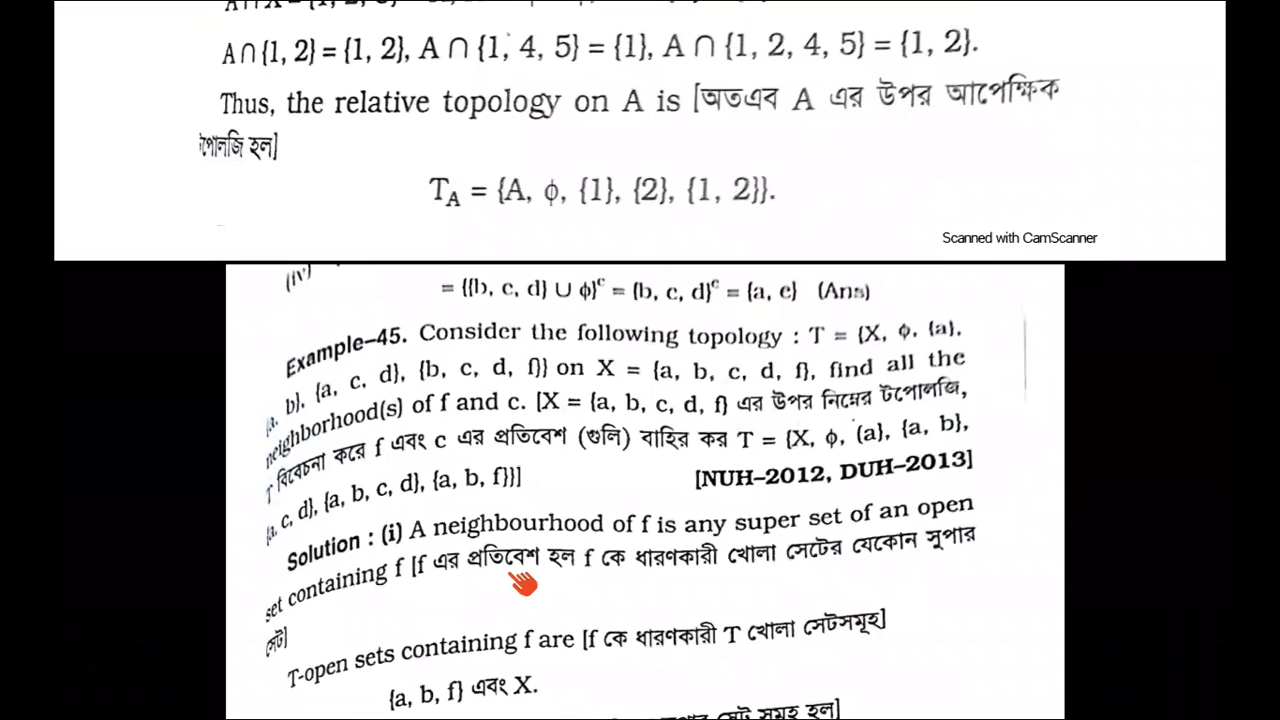 A∩{1, 2} = {1, 2}, A ∩ {1, 4, 5} = {1}, A ∩ {1, 2, 4, 5} = {1, 2}.
Thus, the relative topology on A is [অতএব A এর উপর আপেক্ষিক
টপোলজি হল]
T_A = {A, ϕ, {1}, {2}, {1, 2}}.
Scanned with CamScanner
(iv)
= {{b, c, d} ∪ ϕ}ᶜ = {b, c, d}ᶜ = {a, e} (Ans)
Example–45. Consider the following topology : T = {X, ϕ, {a},
{a, b}, {a, c, d}, {b, c, d, f}} on X = {a, b, c, d, f}, find all the
neighborhood(s) of f and c. [X = {a, b, c, d, f} এর উপর নিম্নের টপোলজি,
T বিবেচনা করে f এবং c এর প্রতিবেশ (গুলি) বাহির কর T = {X, ϕ, (a}, {a, b},
{a, c, d}, {a, b, c, d}, {a, b, f}}]
[NUH–2012, DUH–2013]
Solution : (i) A neighbourhood of f is any super set of an open
set containing f [f এর প্রতিবেশ হল f কে ধারণকারী খোলা সেটের যেকোন সুপার
সেট]
T-open sets containing f are [f কে ধারণকারী T খোলা সেটসমূহ]
{a, b, f} এবং X.
সেট সমূহ হল]